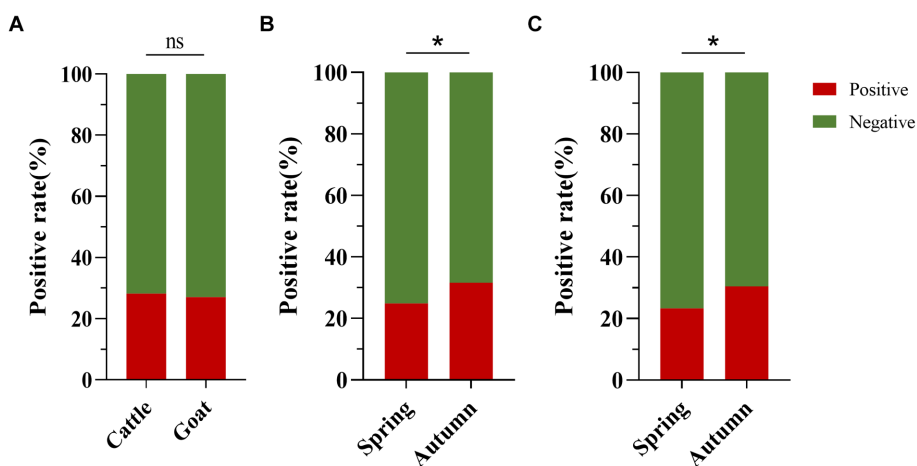 A
ns
Positive rate(%)
100
80
60
40
20
0
Cattle
Goat
B
*
Positive rate(%)
100
80
60
40
20
0
Spring
Autumn
C
*
Positive rate(%)
100
80
60
40
20
0
Spring
Autumn
Positive
Negative